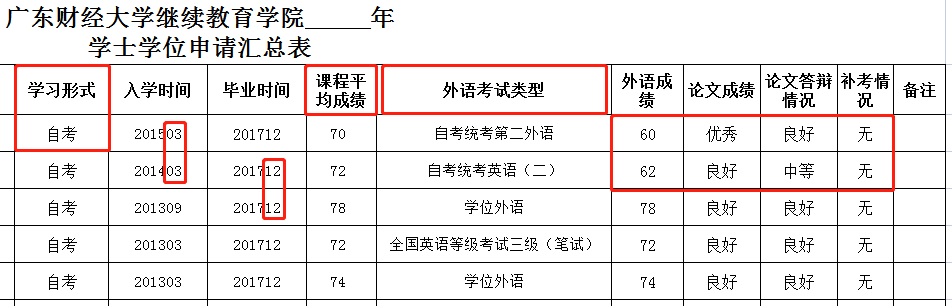 广东财经大学继续教育学院______年
学士学位申请汇总表
学习形式 入学时间 毕业时间 课程平均成绩 外语考试类型 外语成绩 论文成绩 论文答辩情况 补考情况 备注
自考 201503 201712 70 自考统考第二外语 60 优秀 良好 无
自考 201403 201712 72 自考统考英语（二） 62 良好 中等 无
自考 201309 201712 78 学位外语 78 良好 良好 无
自考 201303 201712 72 全国英语等级考试三级（笔试） 72 良好 良好 无
自考 201303 201712 74 学位外语 74 良好 良好 无